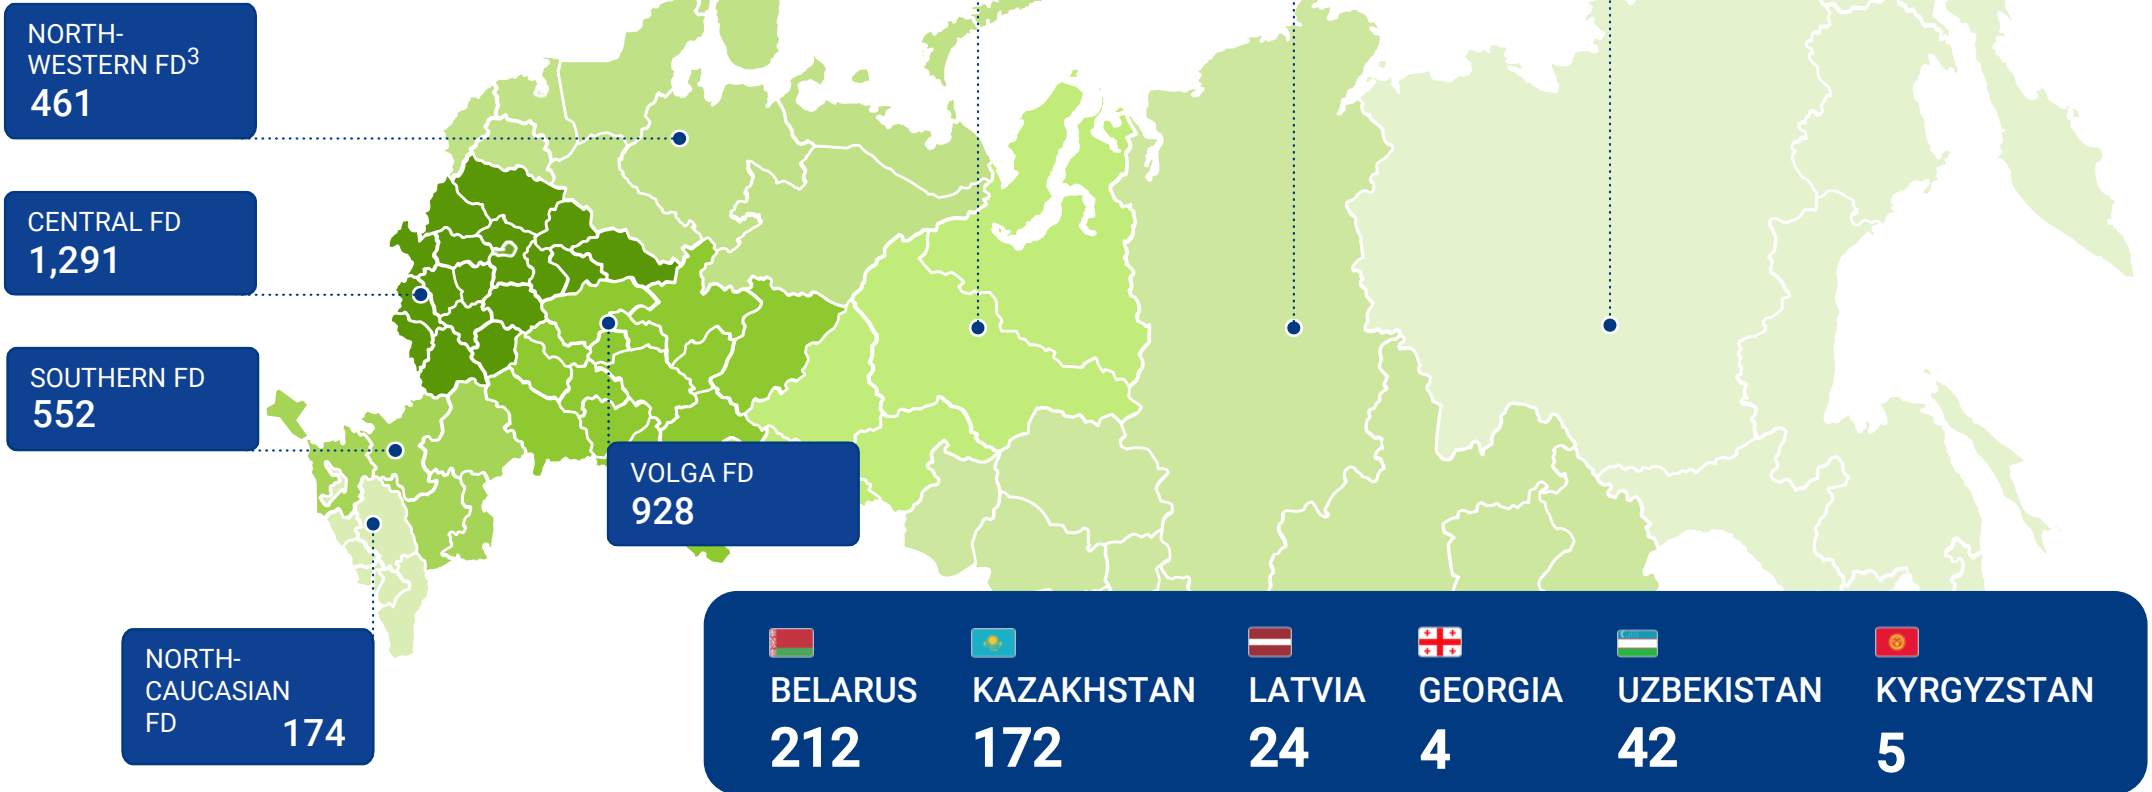 NORTH-
WESTERN FD³
461
CENTRAL FD
1,291
SOUTHERN FD
552
VOLGA FD
928
NORTH-
CAUCASIAN
FD 174
BELARUS
212
KAZAKHSTAN
172
LATVIA
24
GEORGIA
4
UZBEKISTAN
42
KYRGYZSTAN
5